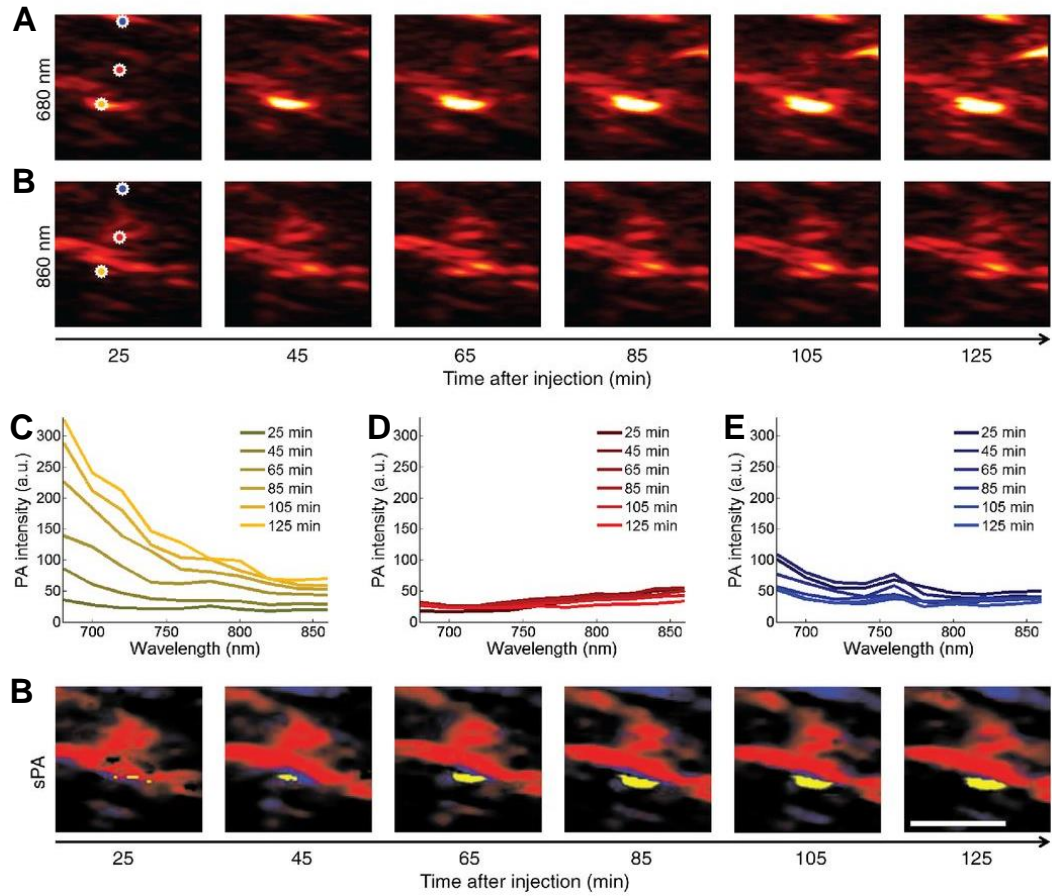 A
680 nm
B
860 nm
25 45 65 85 105 125
Time after injection (min)
C
PA intensity (a.u.)
300
250
200
150
100
50
0
700 750 800 850
Wavelength (nm)
25 min
45 min
65 min
85 min
105 min
125 min
D
PA intensity (a.u.)
300
250
200
150
100
50
0
700 750 800 850
Wavelength (nm)
25 min
45 min
65 min
85 min
105 min
125 min
E
PA intensity (a.u.)
300
250
200
150
100
50
0
700 750 800 850
Wavelength (nm)
25 min
45 min
65 min
85 min
105 min
125 min
B
sPA
25 45 65 85 105 125
Time after injection (min)